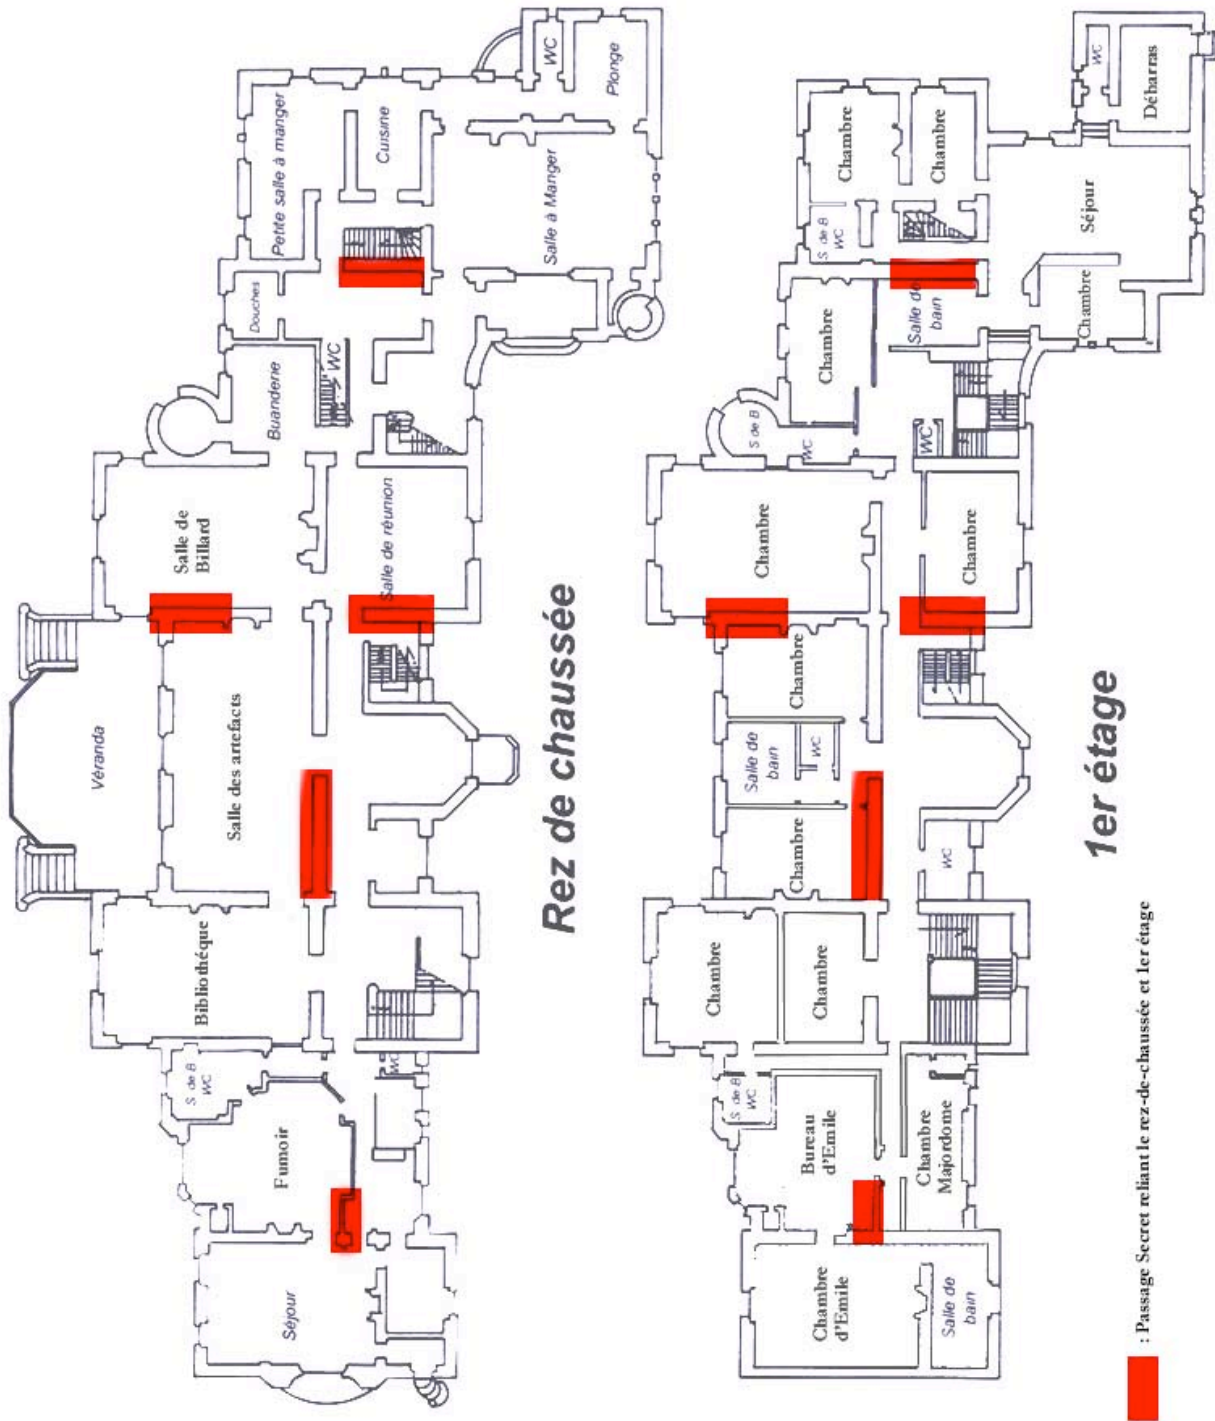 Véranda
Petite salle à manger
Cuisine
WC
Plonge
Douches
Salle à Manger
Buanderie
WC
Salle de
Billard
Salle de réunion
Salle des artefacts
Bibliothéque
S de B
WC
WC
Fumoir
Séjour
Rez de chaussée
Chambre
Chambre
WC
Débarras
S de B
WC
Séjour
Chambre
Salle de
bain
Chambre
S de B
WC
WC
Chambre
Chambre
Chambre
Salle de
bain
WC
Chambre
WC
Chambre
Chambre
S de B
WC
Bureau
d'Emile
Chambre
Majordome
Chambre
d'Emile
Salle de
bain
1er étage
: Passage Secret reliant le rez-de-chaussée et 1er étage